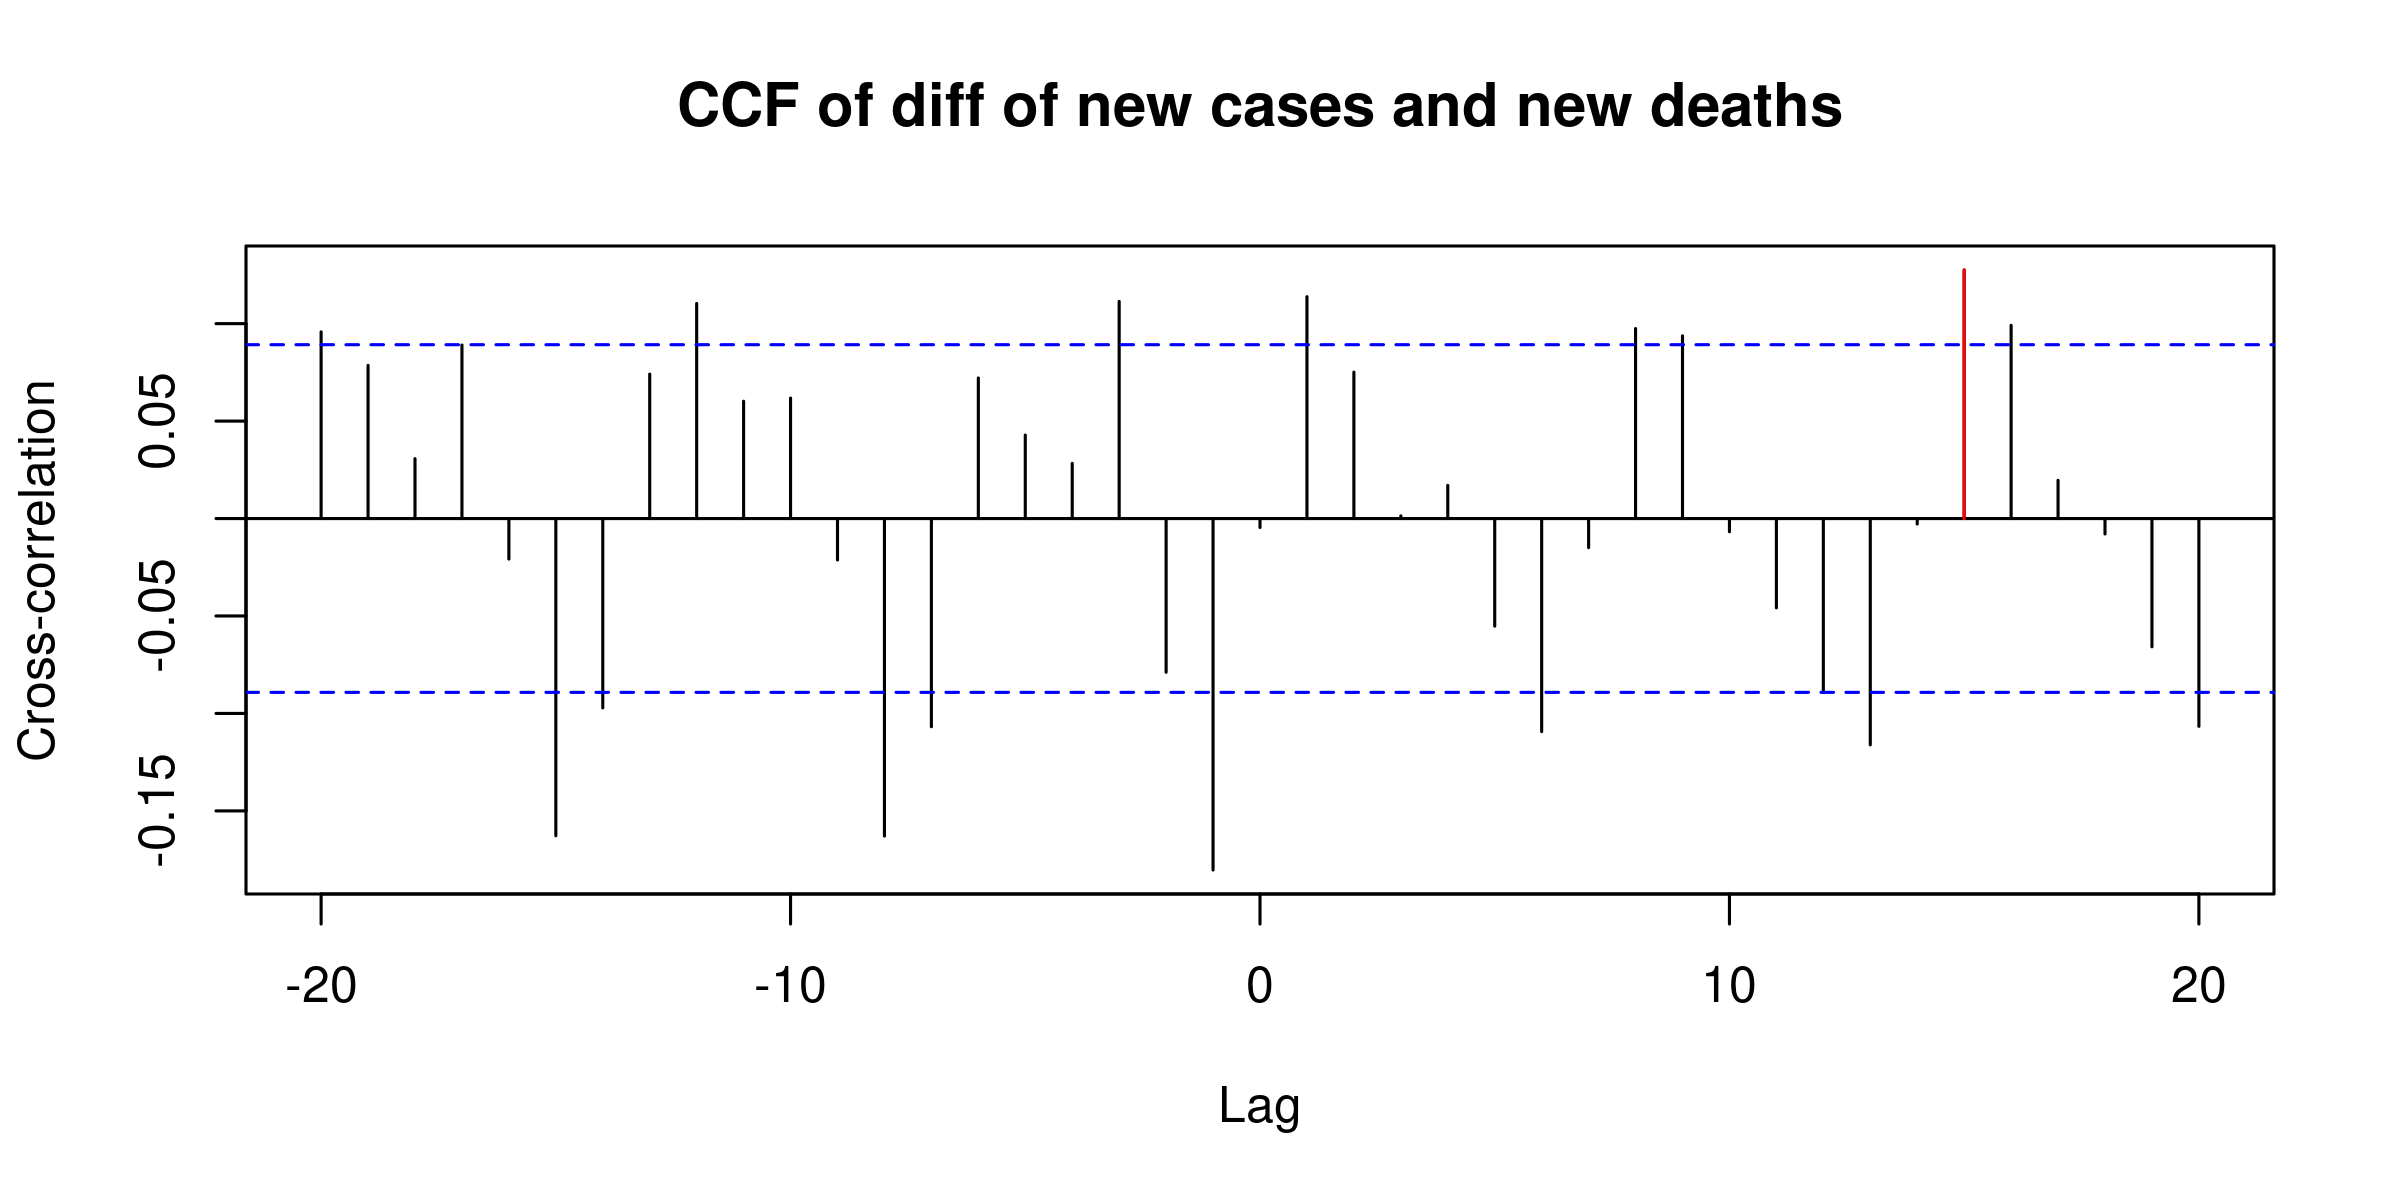 CCF of diff of new cases and new deaths
Cross-correlation
0.05
-0.05
-0.15
-20 -10 0 10 20
Lag